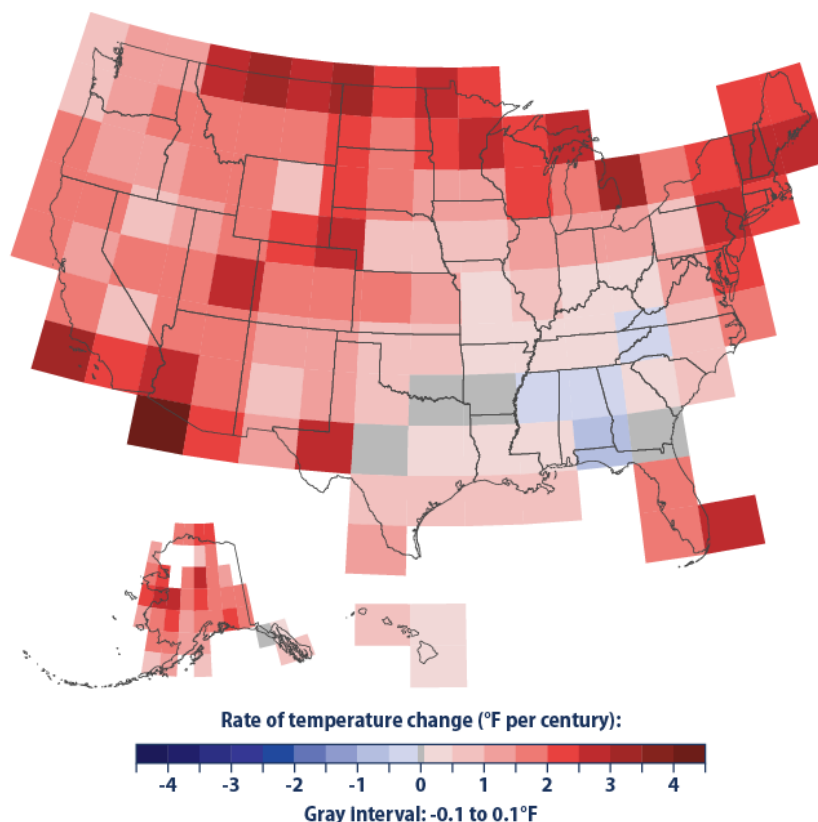 Rate of temperature change (°F per century):
-4 -3 -2 -1 0 1 2 3 4
Gray interval: -0.1 to 0.1°F